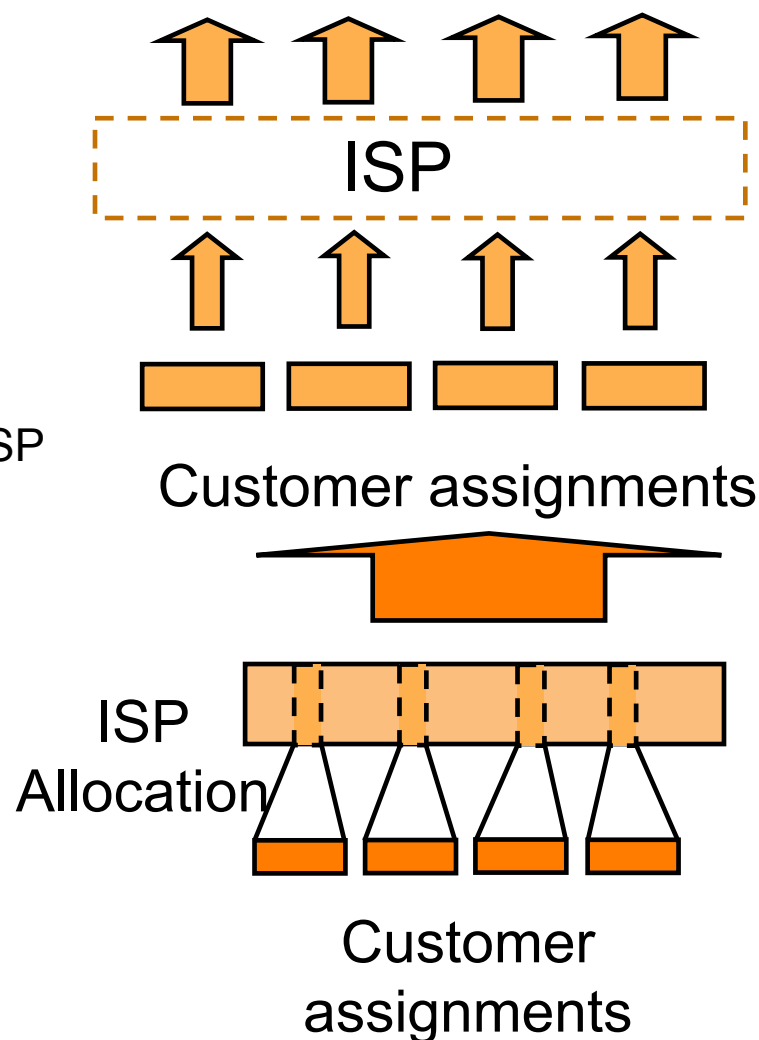 ISP
SP
Customer assignments
ISP
Allocation
Customer
assignments